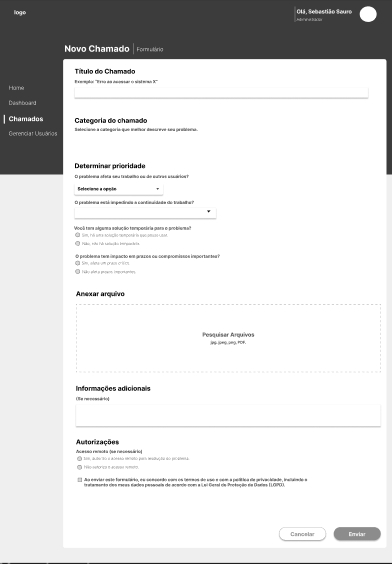 logo
Olá, Sebastião Sauro
Administrador
Novo Chamado | Formulário
Home
Dashboard
Chamados
Gerenciar Usuários
Título do Chamado
Exemplo: "Erro ao acessar o sistema X"
Categoria do chamado
Selecione a categoria que melhor descreve seu problema.
Determinar prioridade
O problema afeta seu trabalho ou de outros usuários?
Selecione a opção
O problema está impedindo a continuidade do trabalho?
Você tem alguma solução temporária para o problema?
Sim, há uma solução temporária que posso usar.
Não, não há solução temporária.
O problema tem impacto em prazos ou compromissos importantes?
Sim, afeta um prazo crítico.
Não afeta prazos importantes.
Anexar arquivo
Pesquisar Arquivos
jpg, jpeg, png, PDF.
Informações adicionais
(Se necessário)
Autorizações
Acesso remoto (se necessário)
Sim, autorizo o acesso remoto para resolução do problema.
Não autorizo o acesso remoto.
Ao enviar este formulário, eu concordo com os termos de uso e com a política de privacidade, incluindo o
tratamento dos meus dados pessoais de acordo com a Lei Geral de Proteção de Dados (LGPD).
Cancelar
Enviar